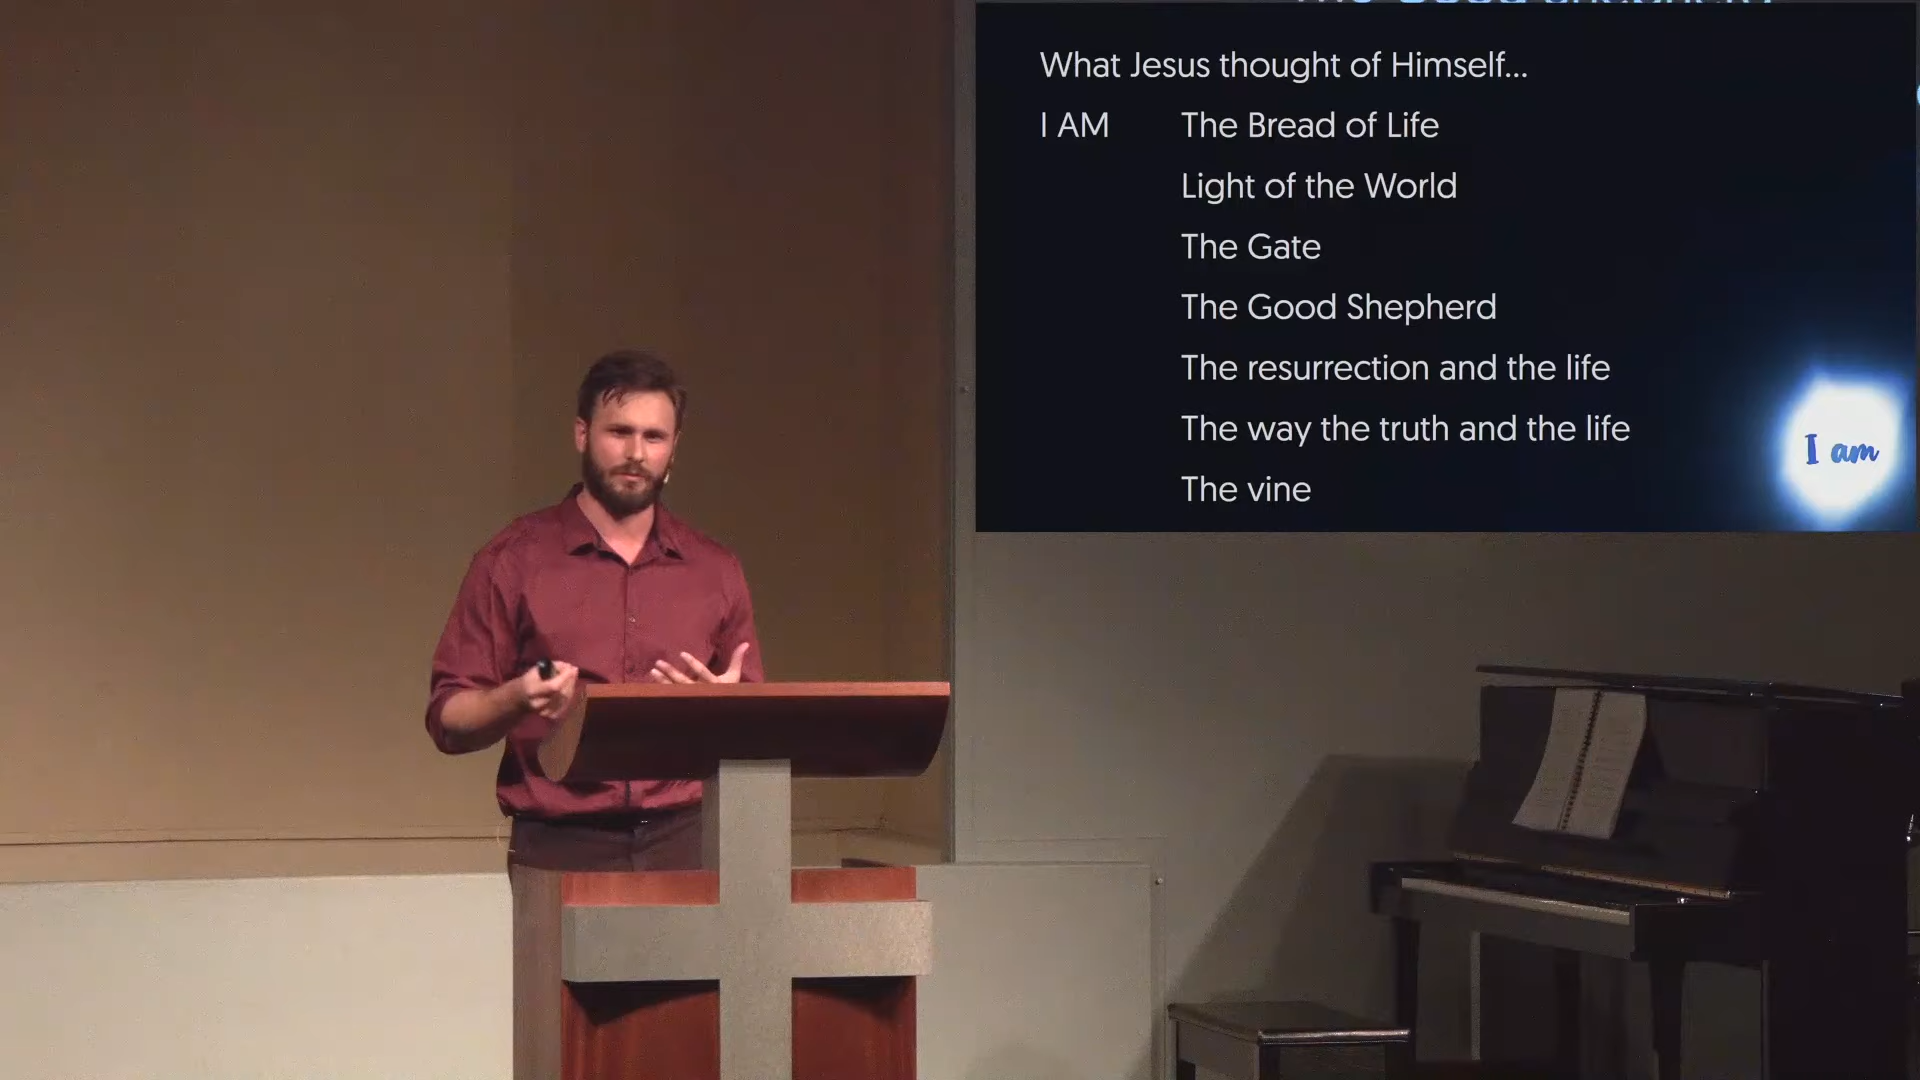 What Jesus thought of Himself...
I AM The Bread of Life
Light of the World
The Gate
The Good Shepherd
The resurrection and the life
The way the truth and the life
I am
The vine